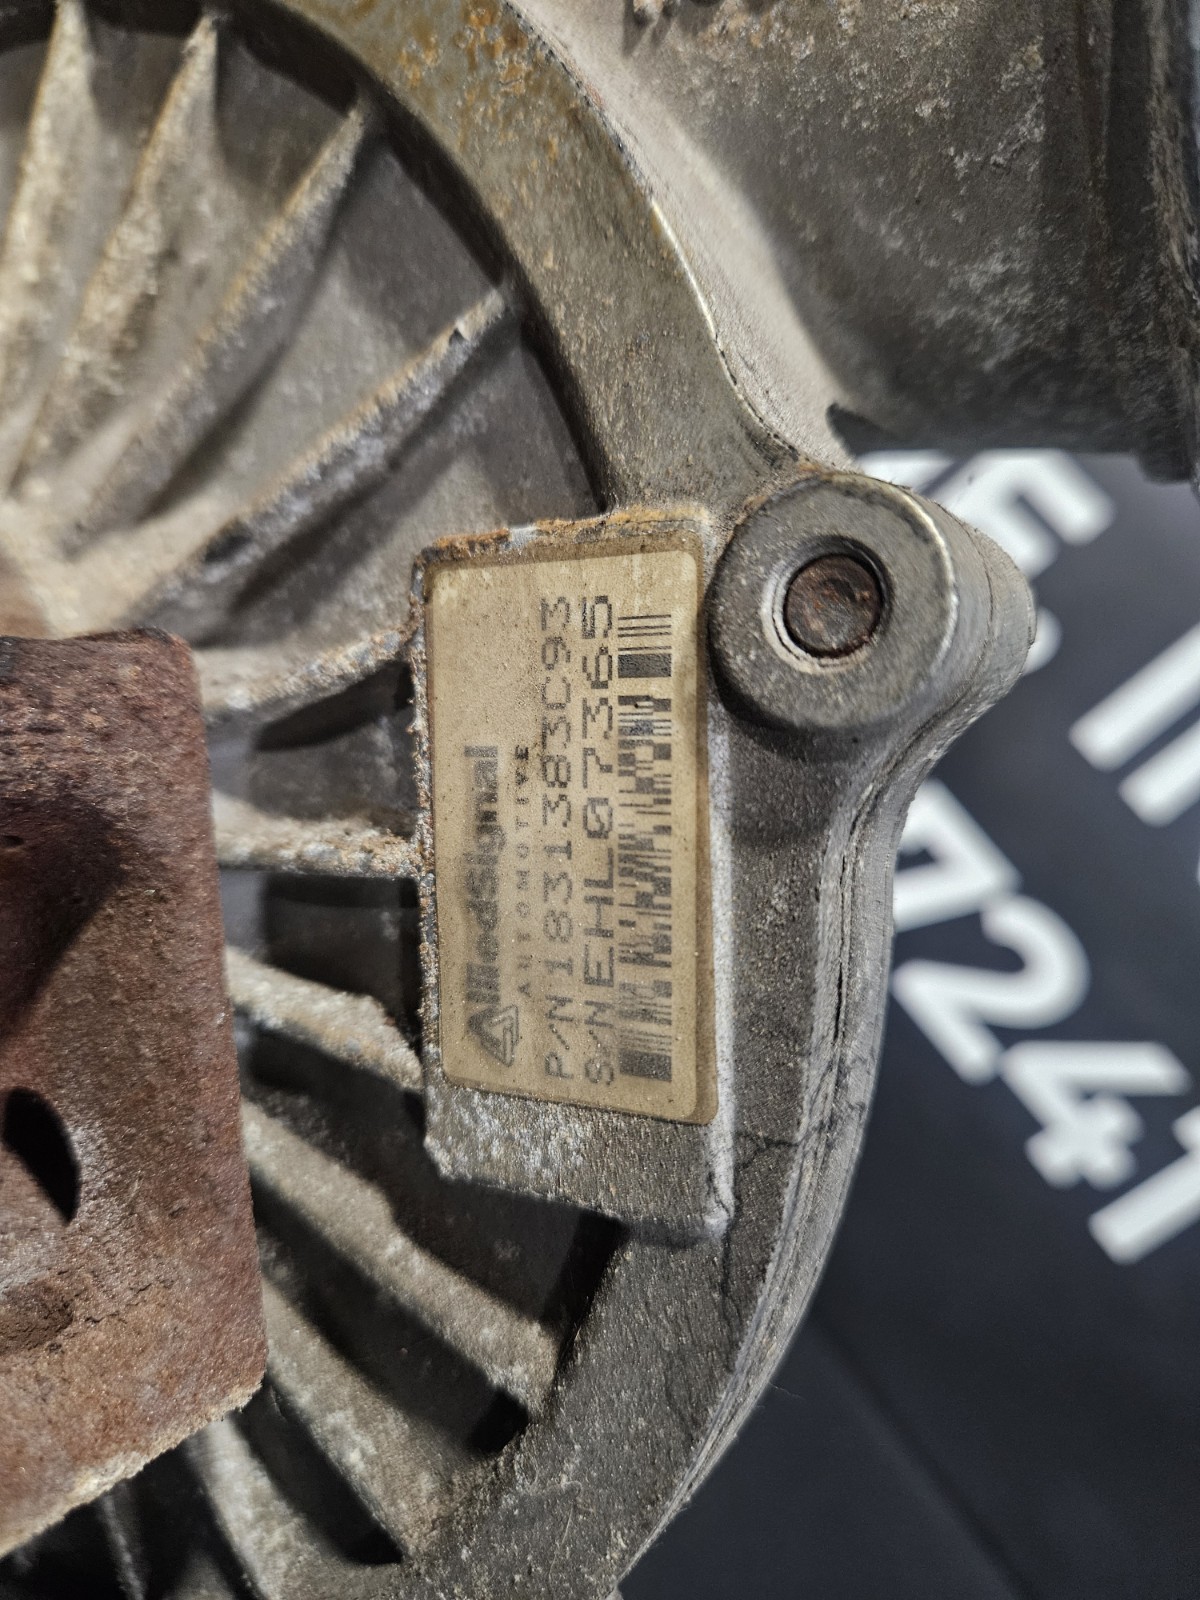 AlliedSignal
AUTOMOTIVE
P/N 1831383C93
S/N EHL07365